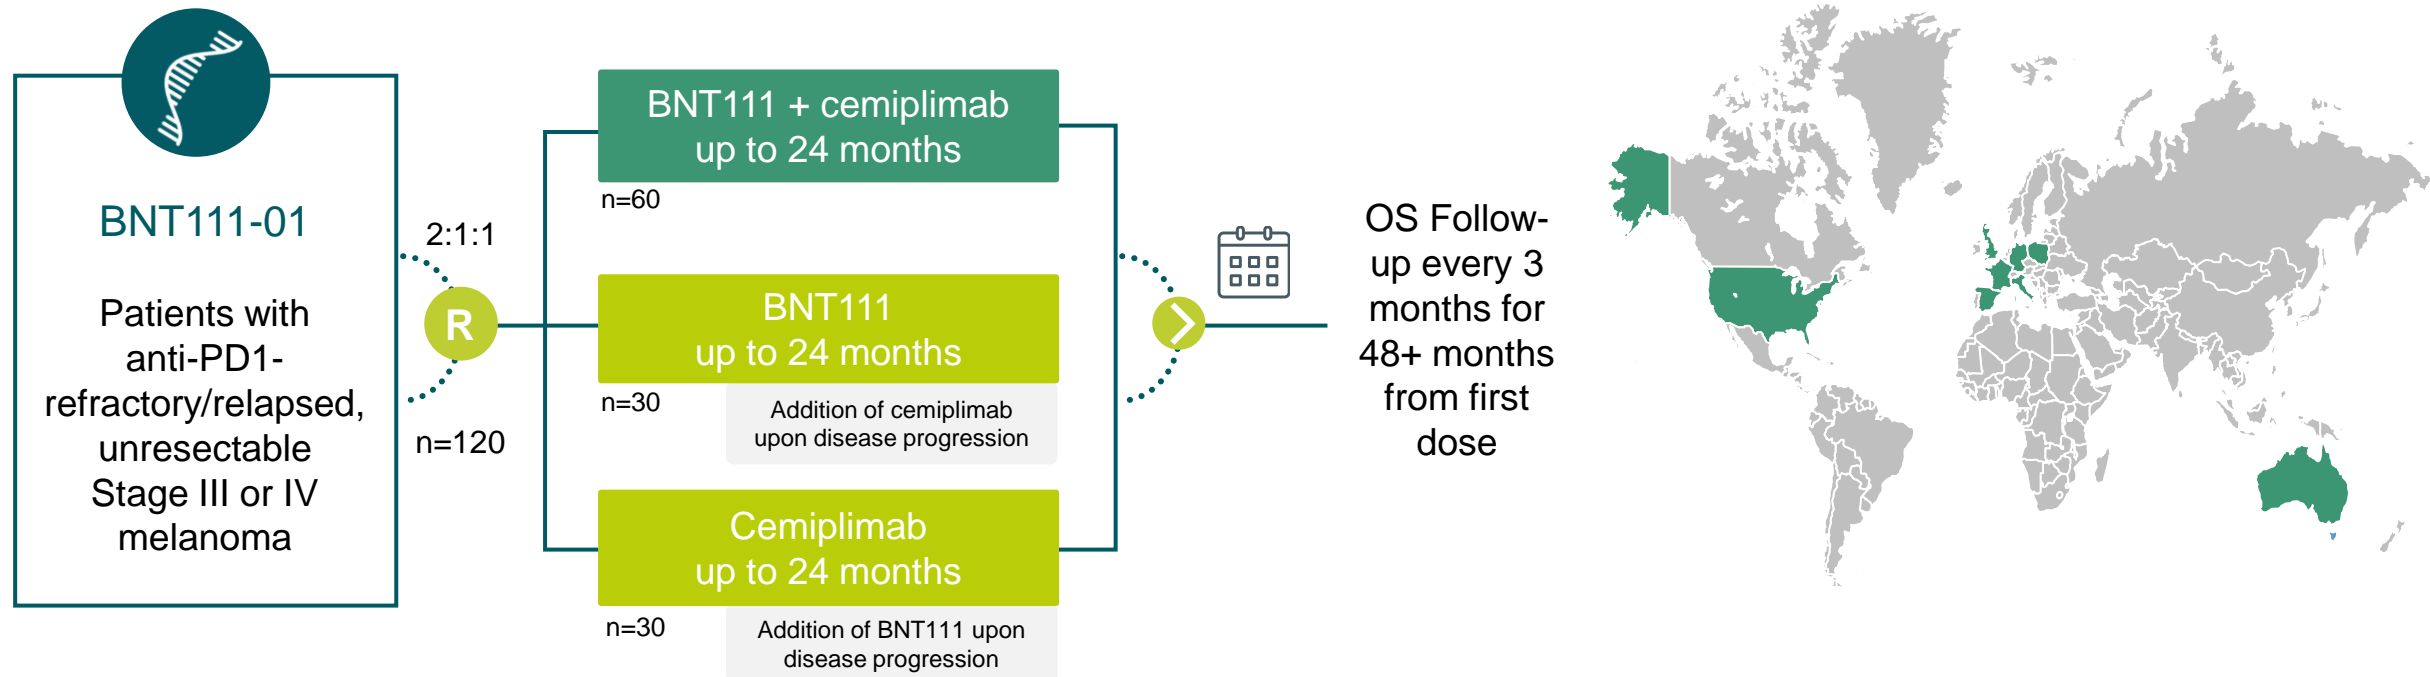 BNT111-01
Patients with
anti-PD1-
refractory/relapsed,
unresectable
Stage III or IV
melanoma
2:1:1
R
n=120
BNT111 + cemiplimab
up to 24 months
n=60
BNT111
up to 24 months
n=30
Addition of cemiplimab
upon disease progression
Cemiplimab
up to 24 months
n=30
Addition of BNT111 upon
disease progression
OS Follow-
up every 3
months for
48+ months
from first
dose